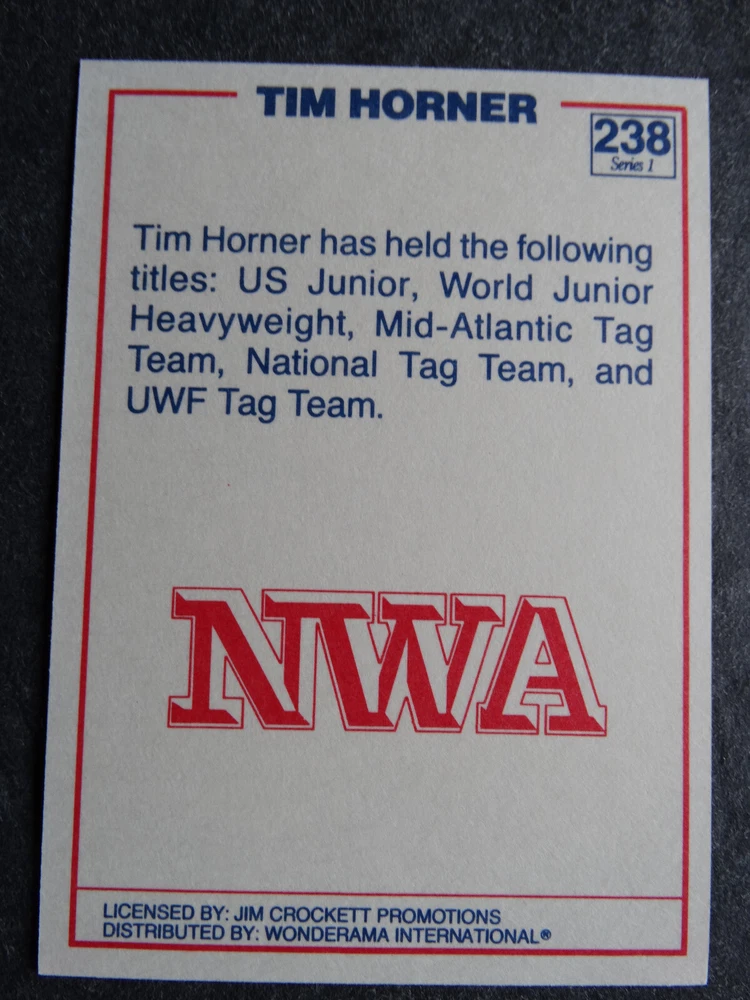 TIM HORNER
238
Series 1
Tim Horner has held the following
titles: US Junior, World Junior
Heavyweight, Mid-Atlantic Tag
Team, National Tag Team, and
UWF Tag Team.
NWA
LICENSED BY: JIM CROCKETT PROMOTIONS
DISTRIBUTED BY: WONDERAMA INTERNATIONAL®